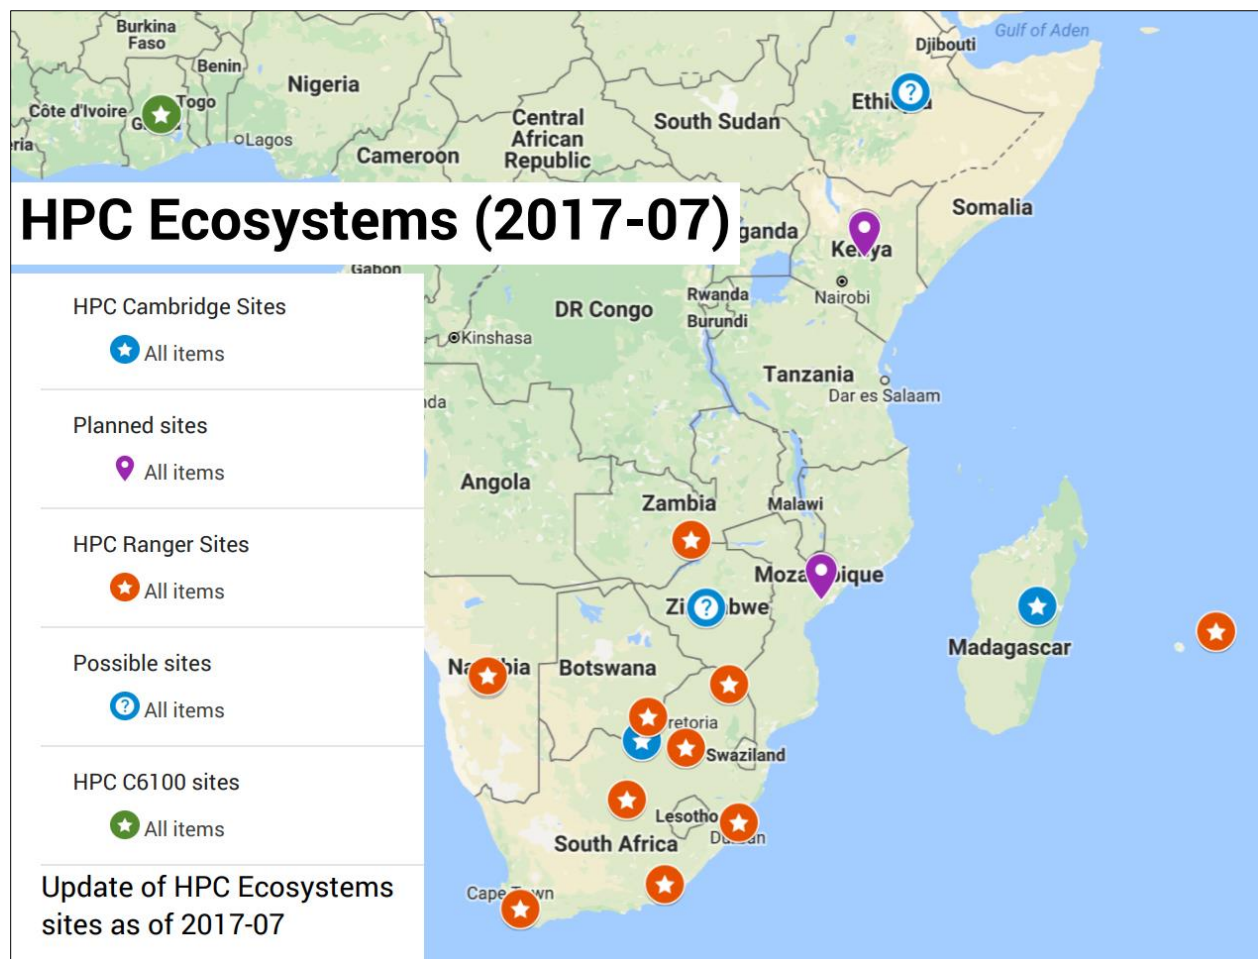 Burkina
Faso
Benin
Nigeria
Togo
Côte d'Ivoire
Lagos
Cameroon
Central
African
Republic
South Sudan
Djibouti
Gulf of Aden
Somalia
HPC Ecosystems (2017-07)
ganda
Gabon
Nairobi
Rwanda
Burundi
DR Congo
Kinshasa
Tanzania
Dar es Salaam
nda
HPC Cambridge Sites
All items
Planned sites
All items
HPC Ranger Sites
All items
Possible sites
All items
HPC C6100 sites
All items
Update of HPC Ecosystems
sites as of 2017-07
Angola
Zambia
Malawi
Madagascar
Botswana
retoria
Swaziland
Lesotho
South Africa